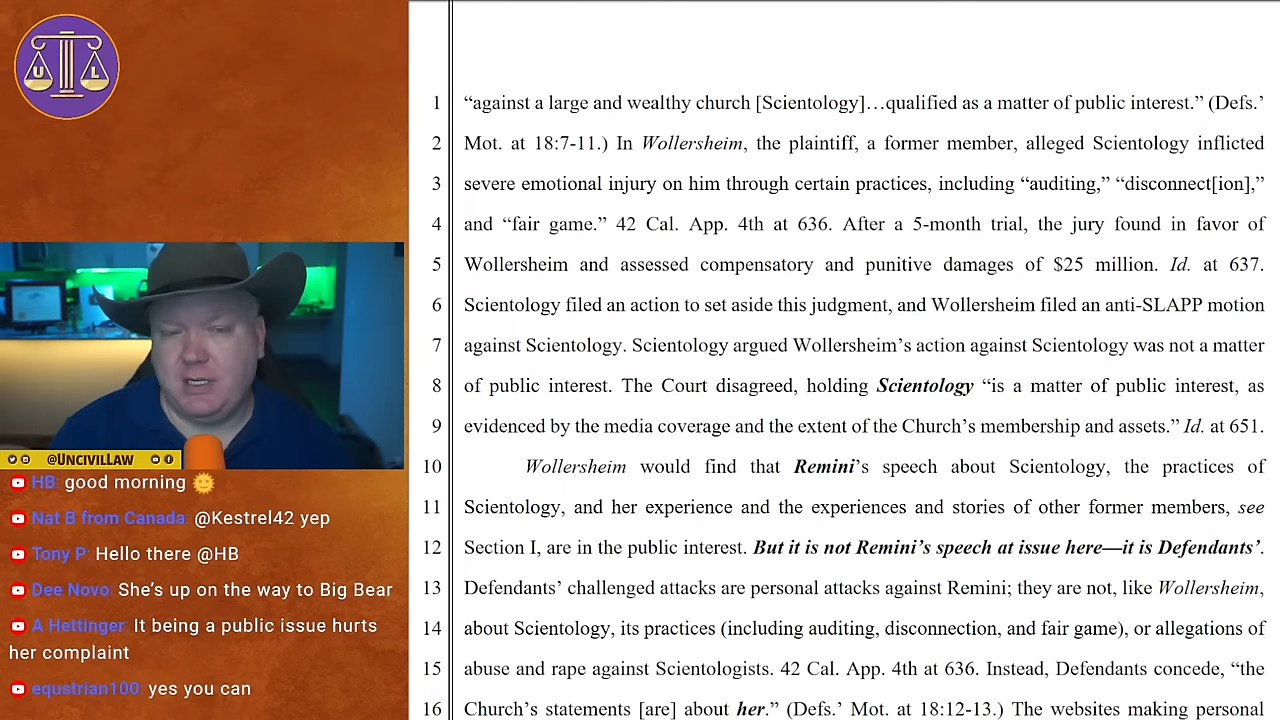 U L
@UNCIVILLAW
HB: good morning
Nat B from Canada: @Kestrel42 yep
Tony P: Hello there @HB
Dee Novo: She’s up on the way to Big Bear
A Hettinger: It being a public issue hurts
her complaint
equstrian100: yes you can
1 “against a large and wealthy church [Scientology]…qualified as a matter of public interest.” (Defs.’
2 Mot. at 18:7-11.) In Wollersheim, the plaintiff, a former member, alleged Scientology inflicted
3 severe emotional injury on him through certain practices, including “auditing,” “disconnect[ion],”
4 and “fair game.” 42 Cal. App. 4th at 636. After a 5-month trial, the jury found in favor of
5 Wollersheim and assessed compensatory and punitive damages of $25 million. Id. at 637.
6 Scientology filed an action to set aside this judgment, and Wollersheim filed an anti-SLAPP motion
7 against Scientology. Scientology argued Wollersheim’s action against Scientology was not a matter
8 of public interest. The Court disagreed, holding Scientology “is a matter of public interest, as
9 evidenced by the media coverage and the extent of the Church’s membership and assets.” Id. at 651.
10 Wollersheim would find that Remini’s speech about Scientology, the practices of
11 Scientology, and her experience and the experiences and stories of other former members, see
12 Section I, are in the public interest. But it is not Remini’s speech at issue here—it is Defendants’.
13 Defendants’ challenged attacks are personal attacks against Remini; they are not, like Wollersheim,
14 about Scientology, its practices (including auditing, disconnection, and fair game), or allegations of
15 abuse and rape against Scientologists. 42 Cal. App. 4th at 636. Instead, Defendants concede, “the
16 Church’s statements [are] about her.” (Defs.’ Mot. at 18:12-13.) The websites making personal